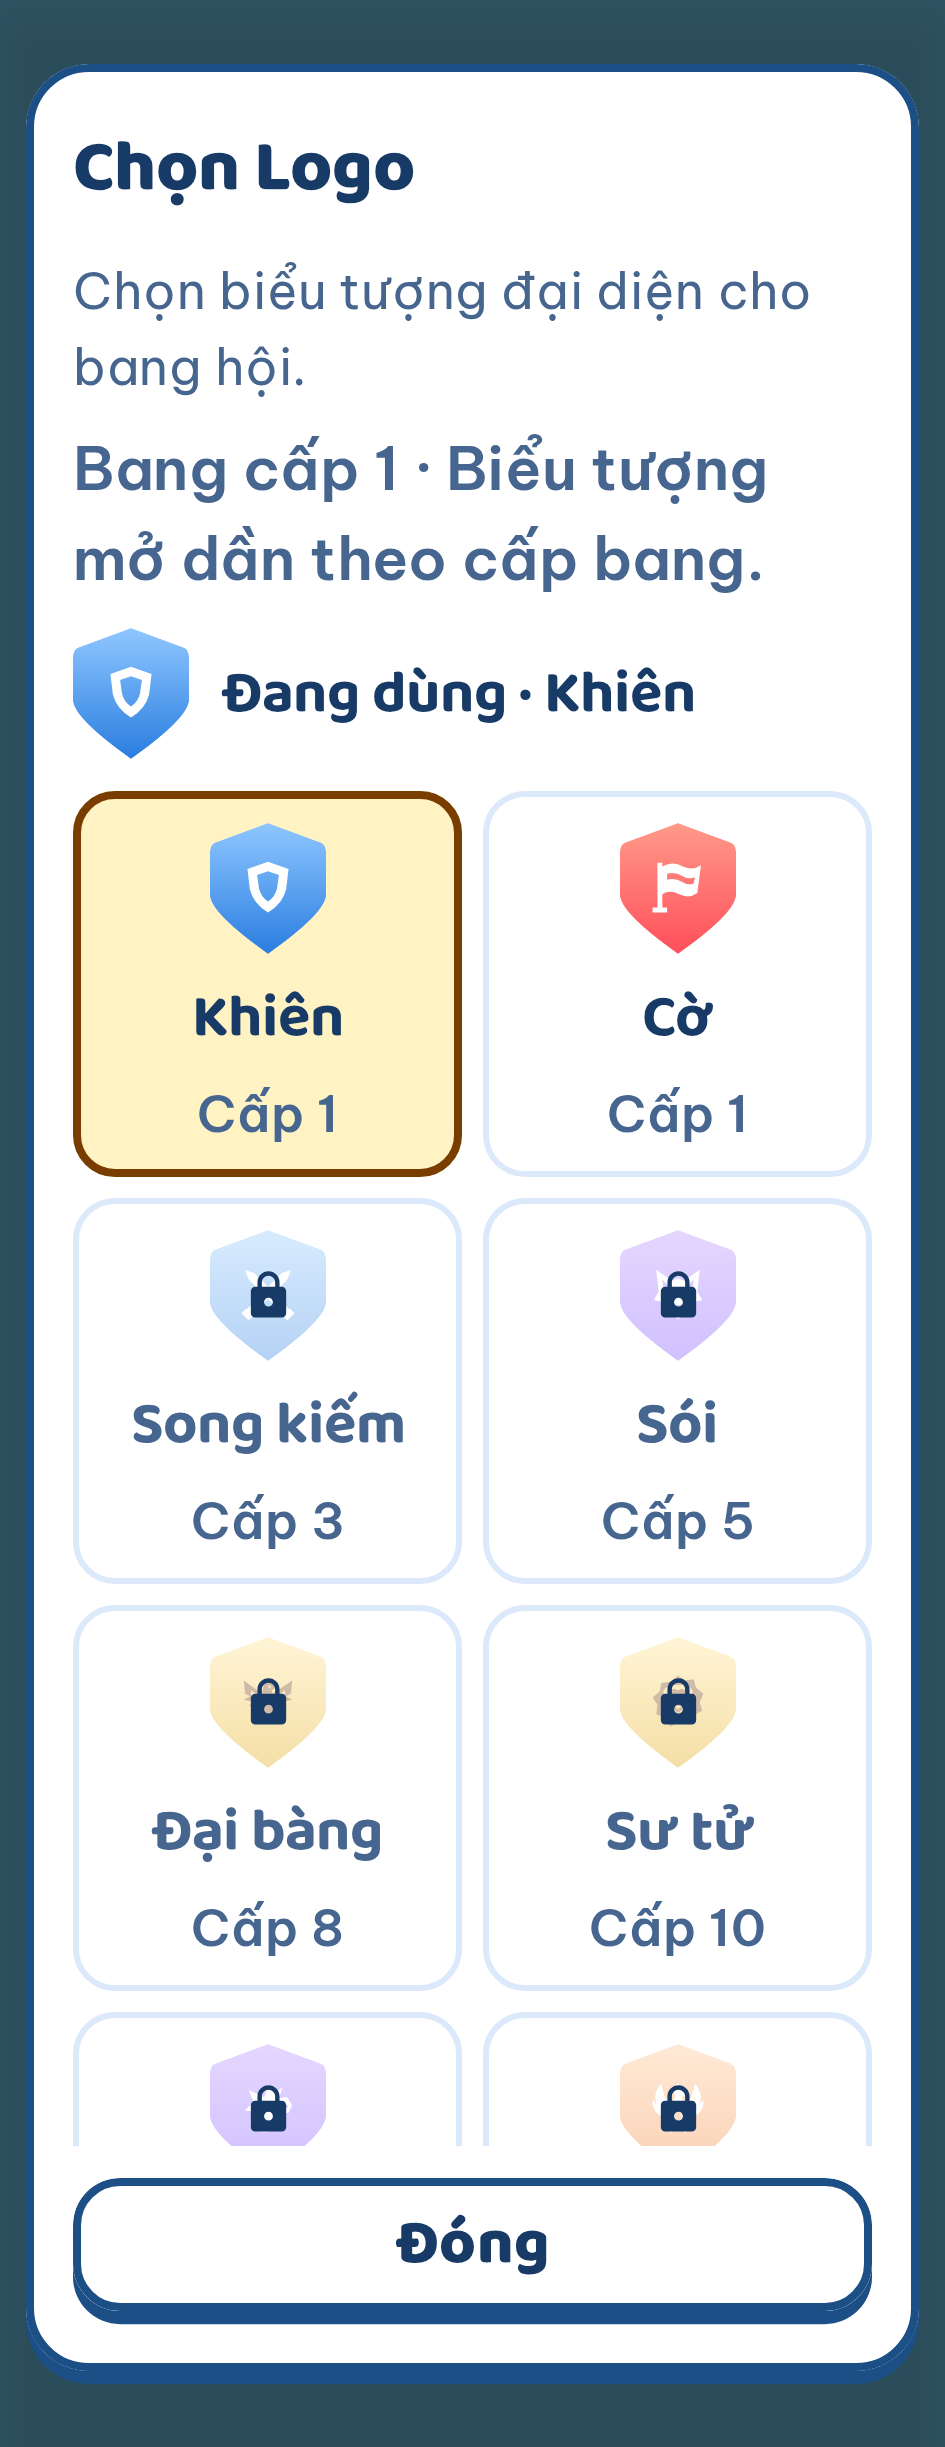 Chọn Logo
Chọn biểu tượng đại diện cho
bang hội.
Bang cấp 1 · Biểu tượng
mở dần theo cấp bang.
Đang dùng · Khiên
Khiên
Cờ
Cấp 1
Cấp 1
Song kiếm
Sói
Cấp 3
Cấp 5
Đại bàng
Sư tử
Cấp 8
Cấp 10
Đóng